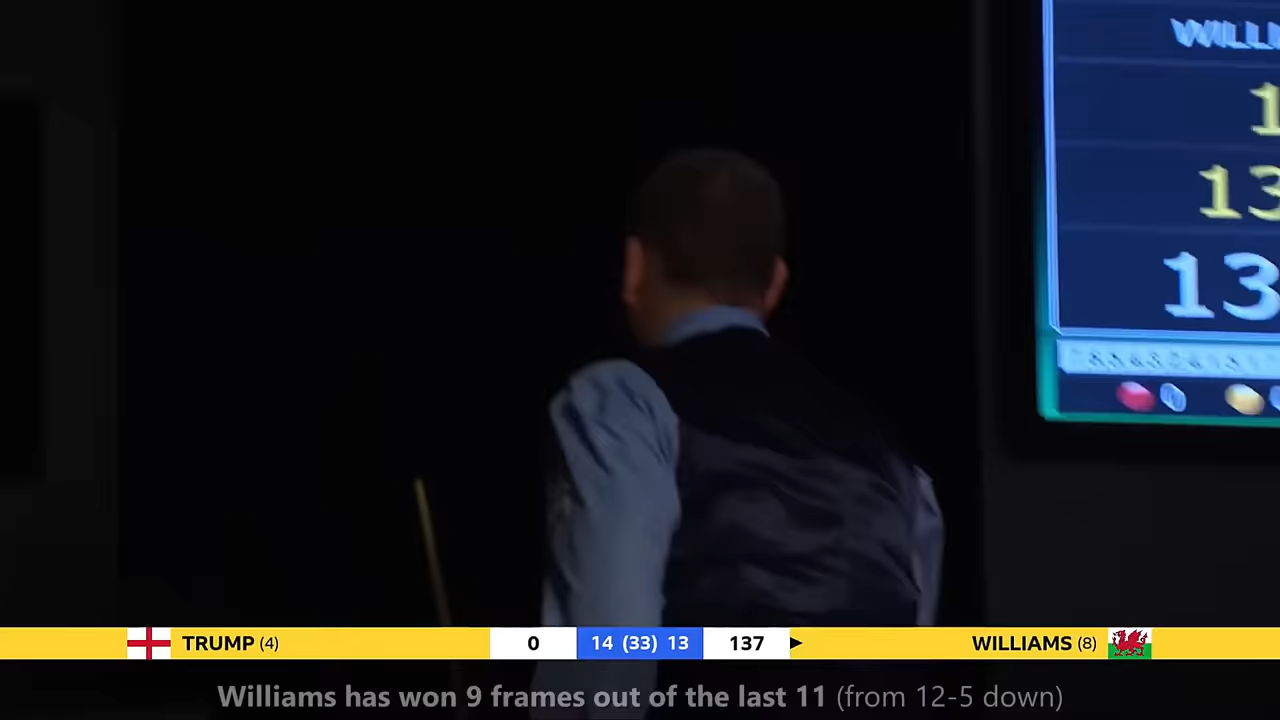 1
13
13
TRUMP (4) 0 14 (33) 13 137 WILLIAMS (8)
Williams has won 9 frames out of the last 11 (from 12-5 down)